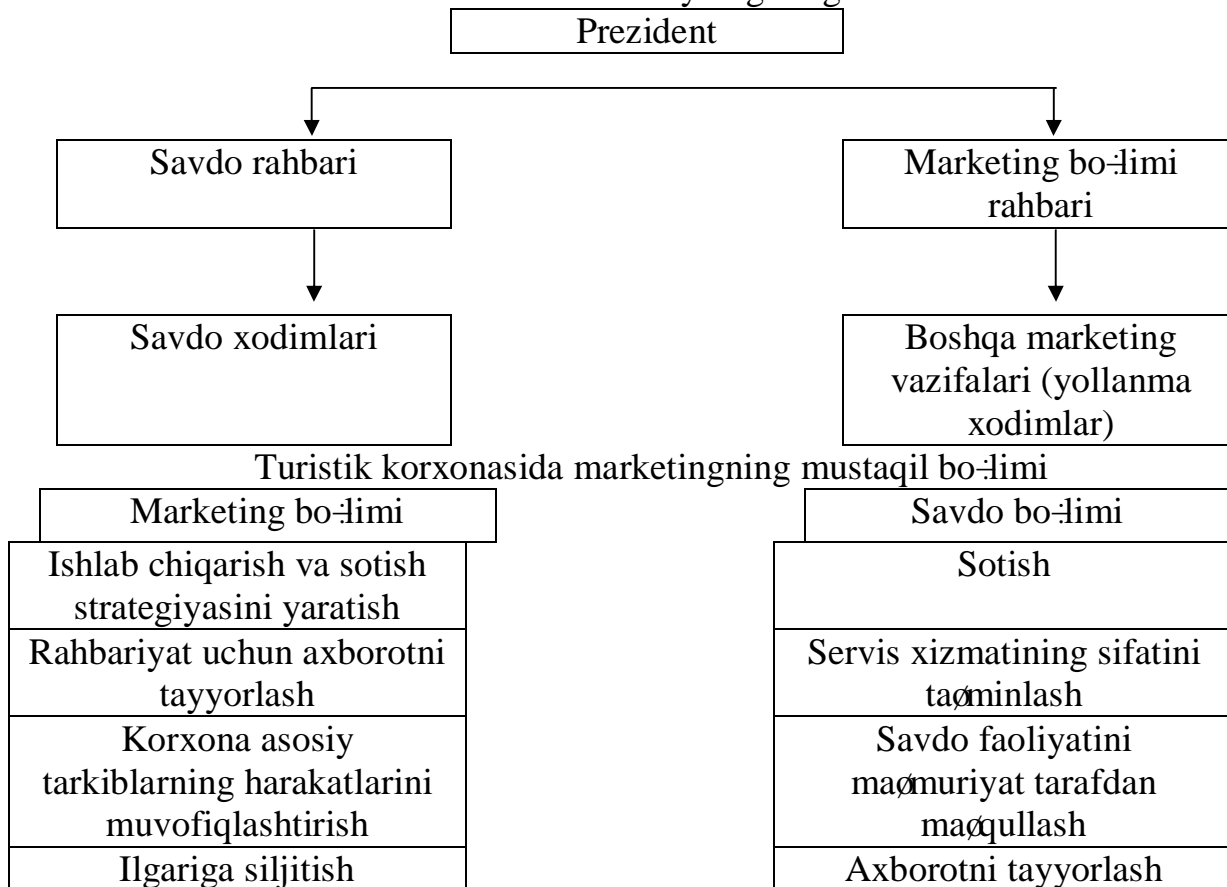 Prezident
Savdo rahbari
Marketing bo÷limi
rahbari
Savdo xodimlari
Boshqa marketing
vazifalari (yollanma
xodimlar)
Turistik korxonasida marketingning mustaqil bo÷limi
Marketing bo÷limi
Savdo bo÷limi
Ishlab chiqarish va sotish
strategiyasini yaratish
Sotish
Rahbariyat uchun axborotni
tayyorlash
Servis xizmatining sifatini
taøminlash
Korxona asosiy
tarkiblarning harakatlarini
muvofiqlashtirish
Savdo faoliyatini
maømuriyat tarafdan
maøqullash
Ilgariga siljitish
Axborotni tayyorlash